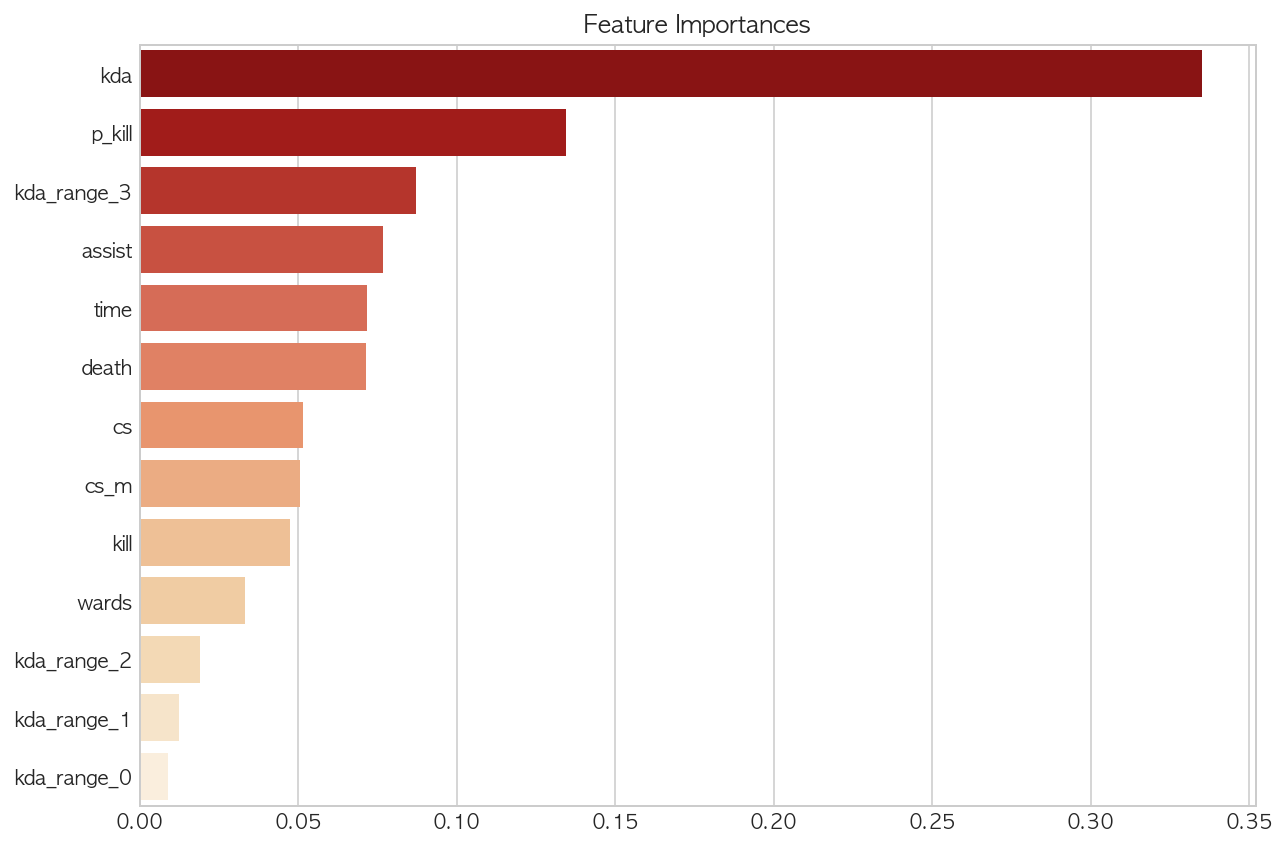 Feature Importances
kda
p_kill
kda_range_3
assist
time
death
cs
cs_m
kill
wards
kda_range_2
kda_range_1
kda_range_0
0.00 0.05 0.10 0.15 0.20 0.25 0.30 0.35